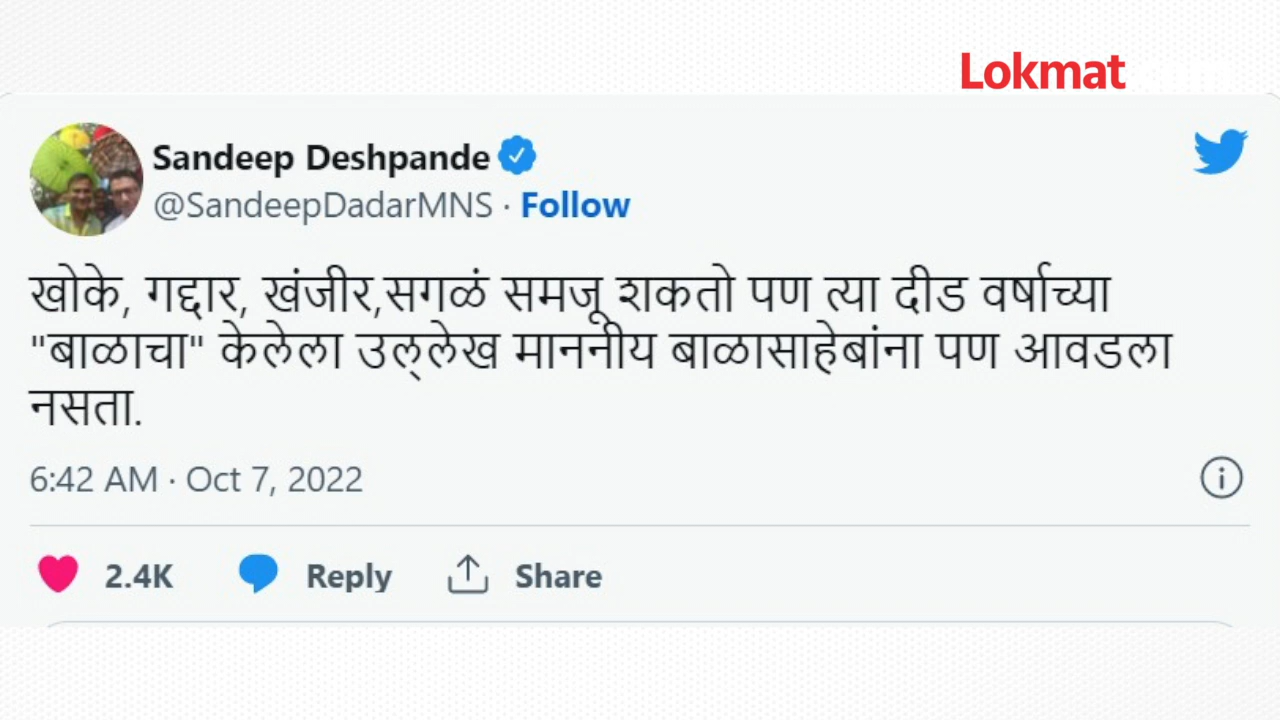 Lokmat
Sandeep Deshpande
@SandeepDadarMNS · Follow
खोके, गद्दार, खंजीर,सगळं समजू शकतो पण त्या दीड वर्षाच्या
"बाळाचा" केलेला उल्लेख माननीय बाळासाहेबांना पण आवडला
नसता.
6:42 AM · Oct 7, 2022
2.4K Reply Share